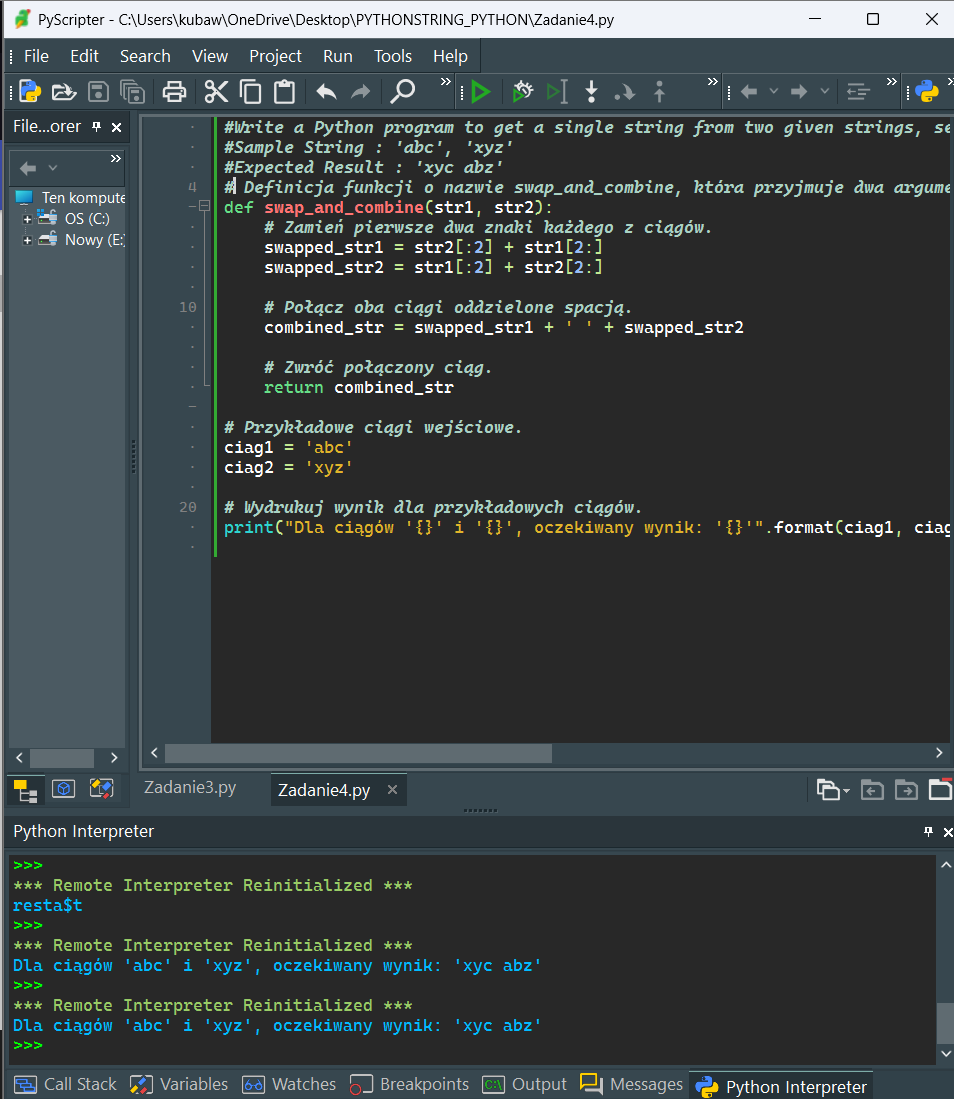 PyScripter - C:\Users\kubaw\OneDrive\Desktop\PYTHONSTRING_PYTHON\Zadanie4.py
File Edit Search View Project Run Tools Help
File...orer
Ten kompute
OS (C:)
Nowy (E:)
#Write a Python program to get a single string from two given strings, se
#Sample String : 'abc', 'xyz'
#Expected Result : 'xyc abz'
4 # Definicja funkcji o nazwie swap_and_combine, która przyjmuje dwa argume
def swap_and_combine(str1, str2):
# Zamień pierwsze dwa znaki każdego z ciągów.
swapped_str1 = str2[:2] + str1[2:]
swapped_str2 = str1[:2] + str2[2:]
10 # Połącz oba ciągi oddzielone spacją.
combined_str = swapped_str1 + ' ' + swapped_str2
# Zwróć połączony ciąg.
return combined_str
# Przykładowe ciągi wejściowe.
ciag1 = 'abc'
ciag2 = 'xyz'
20 # Wydrukuj wynik dla przykładowych ciągów.
print("Dla ciągów '{}' i '{}', oczekiwany wynik: '{}'".format(ciag1, ciag
Zadanie3.py Zadanie4.py
Python Interpreter
>>>
*** Remote Interpreter Reinitialized ***
resta$t
>>>
*** Remote Interpreter Reinitialized ***
Dla ciągów 'abc' i 'xyz', oczekiwany wynik: 'xyc abz'
>>>
*** Remote Interpreter Reinitialized ***
Dla ciągów 'abc' i 'xyz', oczekiwany wynik: 'xyc abz'
>>>
Call Stack Variables Watches Breakpoints Output Messages Python Interpreter